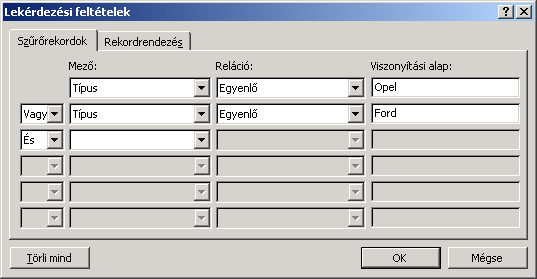 Lekérdezési feltételek
Szűrőrekordok Rekordrendezés
Mező: Reláció: Viszonyítási alap:
Típus Egyenlő Opel
Vagy Típus Egyenlő Ford
És
Törli mind OK Mégse